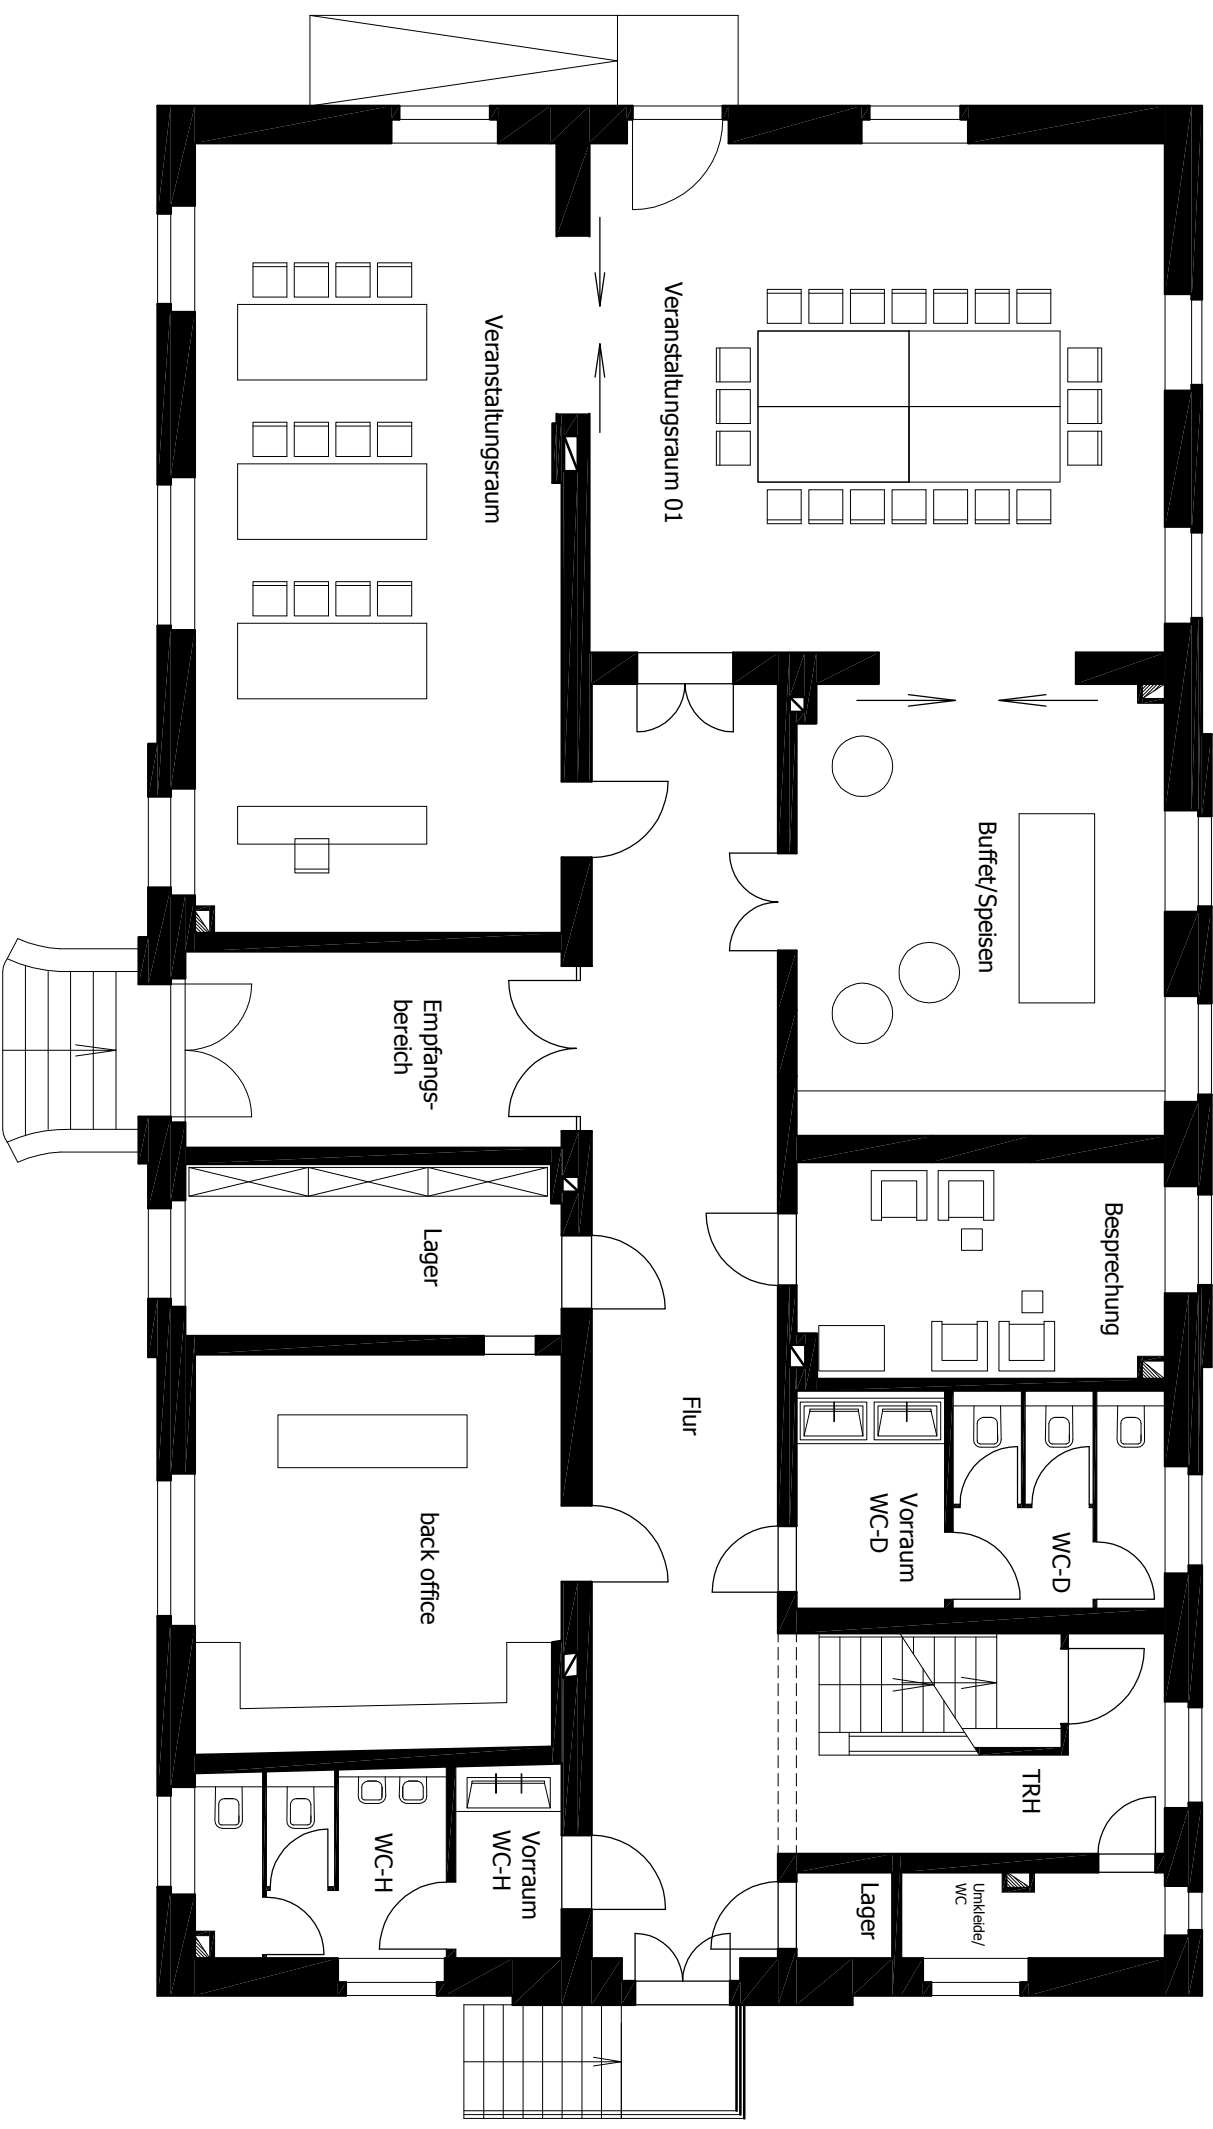 Veranstaltungsraum 01
Buffet/Speisen
Besprechung
WC-D
Vorraum
WC-D
TRH
Umkleide/
WC
Lager
Flur
Veranstaltungsraum
Empfangs-
bereich
Lager
back office
Vorraum
WC-H
WC-H